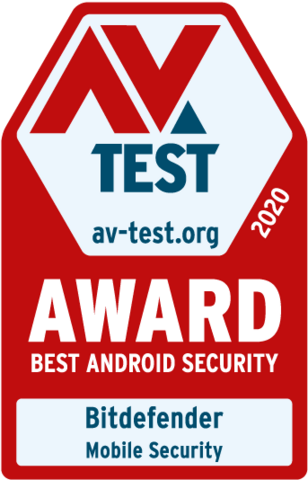 AV
TEST
av-test.org
2020
AWARD
BEST ANDROID SECURITY
Bitdefender
Mobile Security